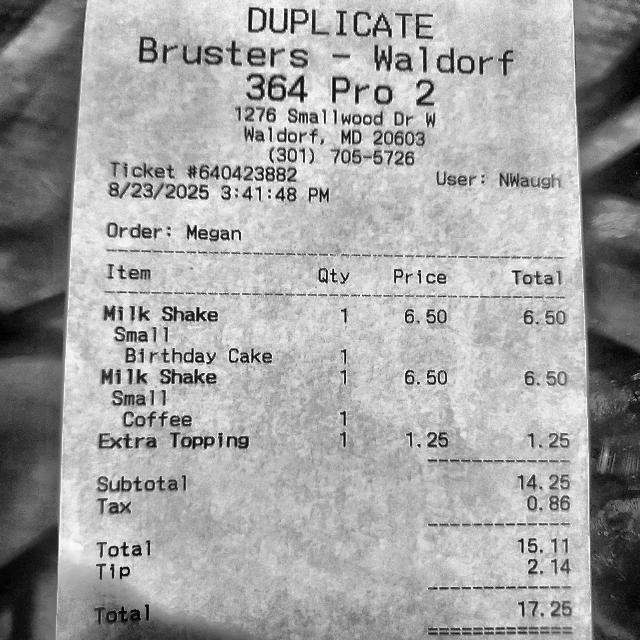 DUPLICATE
Brusters - Waldorf
364 Pro 2
1276 Smallwood Dr W
Waldorf, MD 20603
(301) 705-5726
Ticket #640423882 User: NWaugh
8/23/2025 3:41:48 PM
Order: Megan
Item Qty Price Total
Milk Shake 1 6.50 6.50
Small
Birthday Cake 1
Milk Shake 1 6.50 6.50
Small
Coffee 1
Extra Topping 1 1.25 1.25
Subtotal 14.25
Tax 0.86
Total 15.11
Tip 2.14
Total 17.25